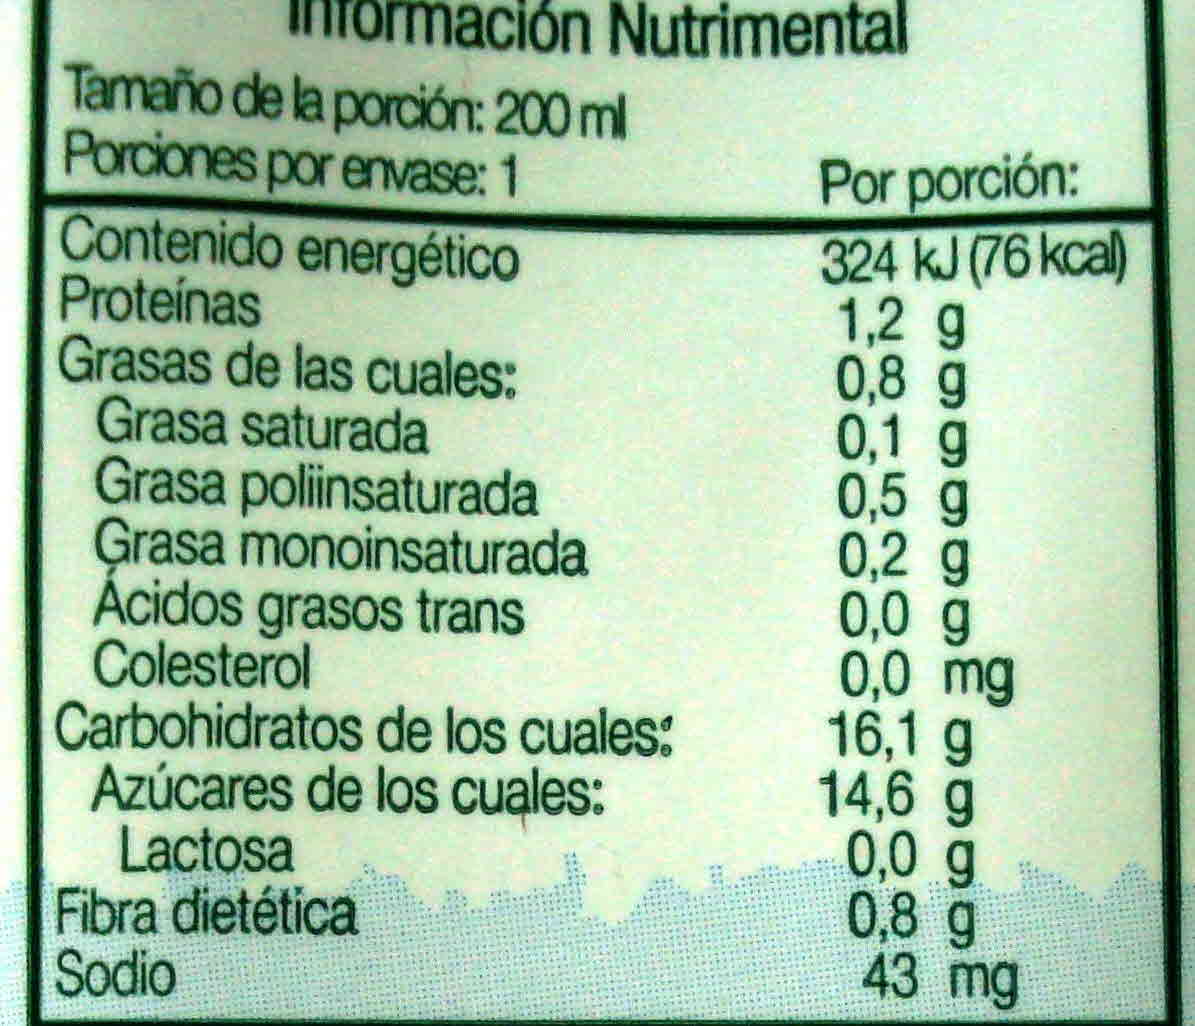 Información Nutrimental
Tamaño de la porción: 200 ml
Porciones por envase: 1
Por porción:
Contenido energético 324 kJ (76 kcal)
Proteínas 1,2 g
Grasas de las cuales: 0,8 g
Grasa saturada 0,1 g
Grasa poliinsaturada 0,5 g
Grasa monoinsaturada 0,2 g
Ácidos grasos trans 0,0 g
Colesterol 0,0 mg
Carbohidratos de los cuales: 16,1 g
Azúcares de los cuales: 14,6 g
Lactosa 0,0 g
Fibra dietética 0,8 g
Sodio 43 mg